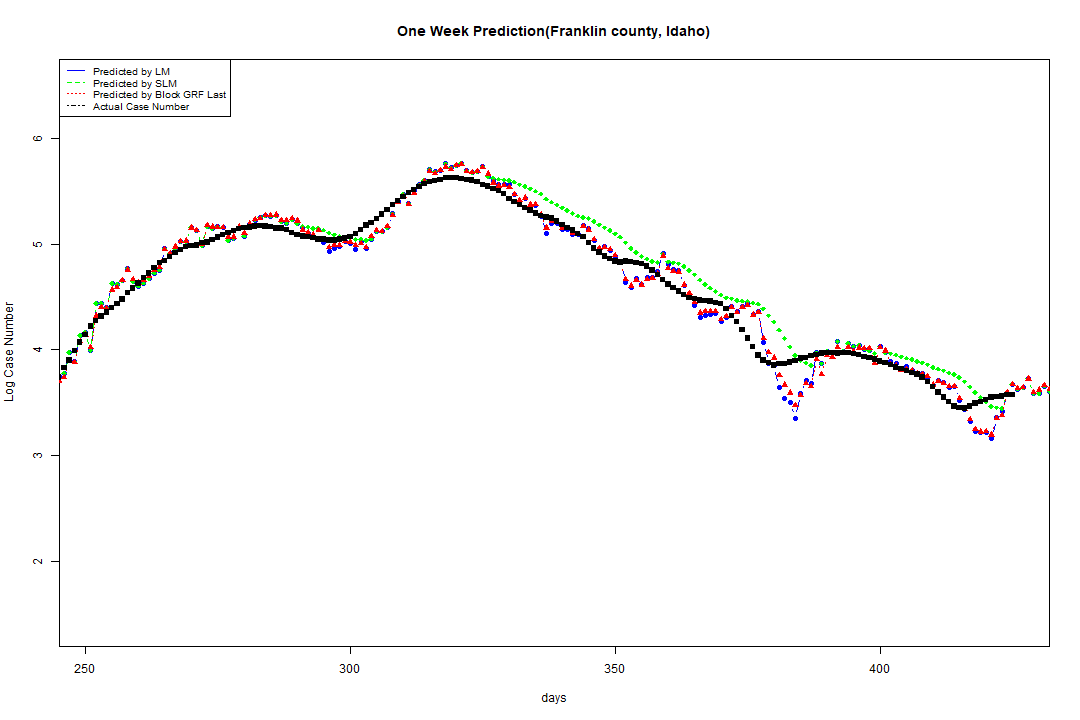 One Week Prediction(Franklin county, Idaho)
Predicted by LM
Predicted by SLM
Predicted by Block GRF Last
Actual Case Number
Log Case Number
6
5
4
3
2
250 300 350 400
days